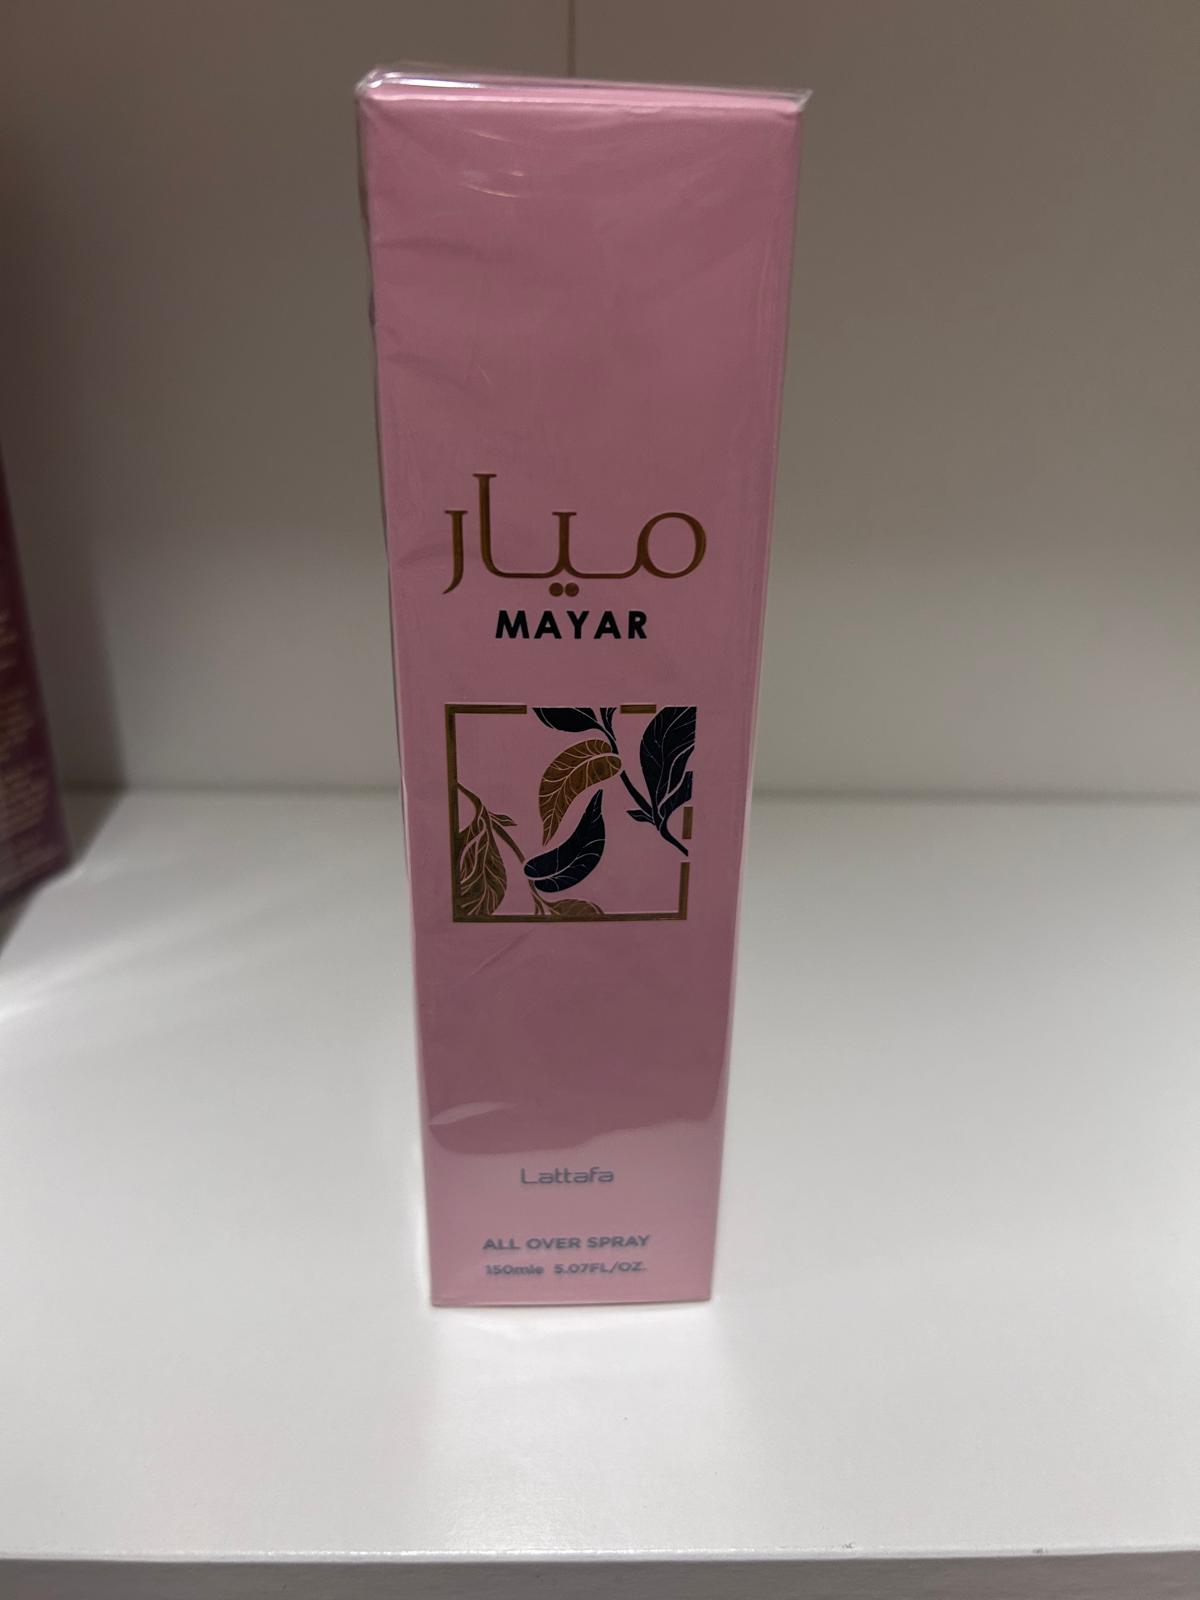 ميار
MAYAR
Lattafa
ALL OVER SPRAY
150mle 5.07FL/OZ.